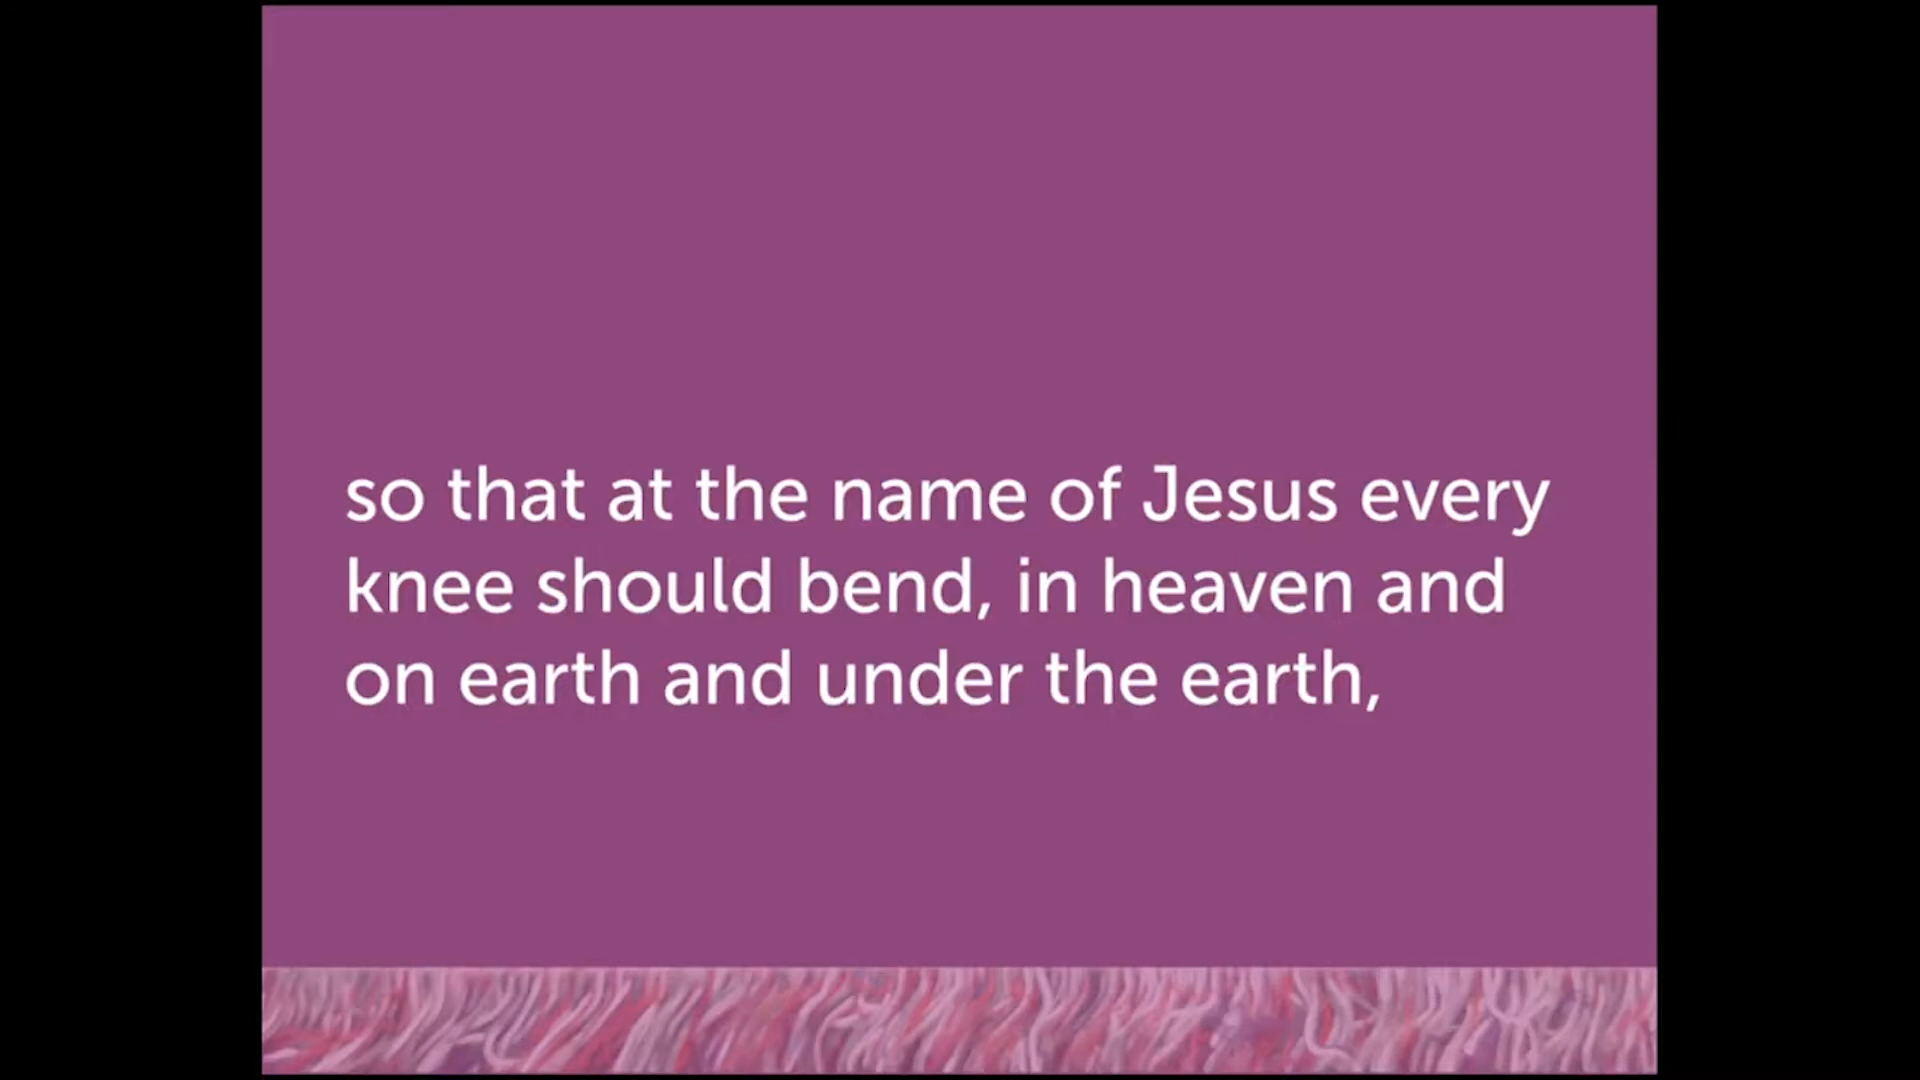 so that at the name of Jesus every
knee should bend, in heaven and
on earth and under the earth,